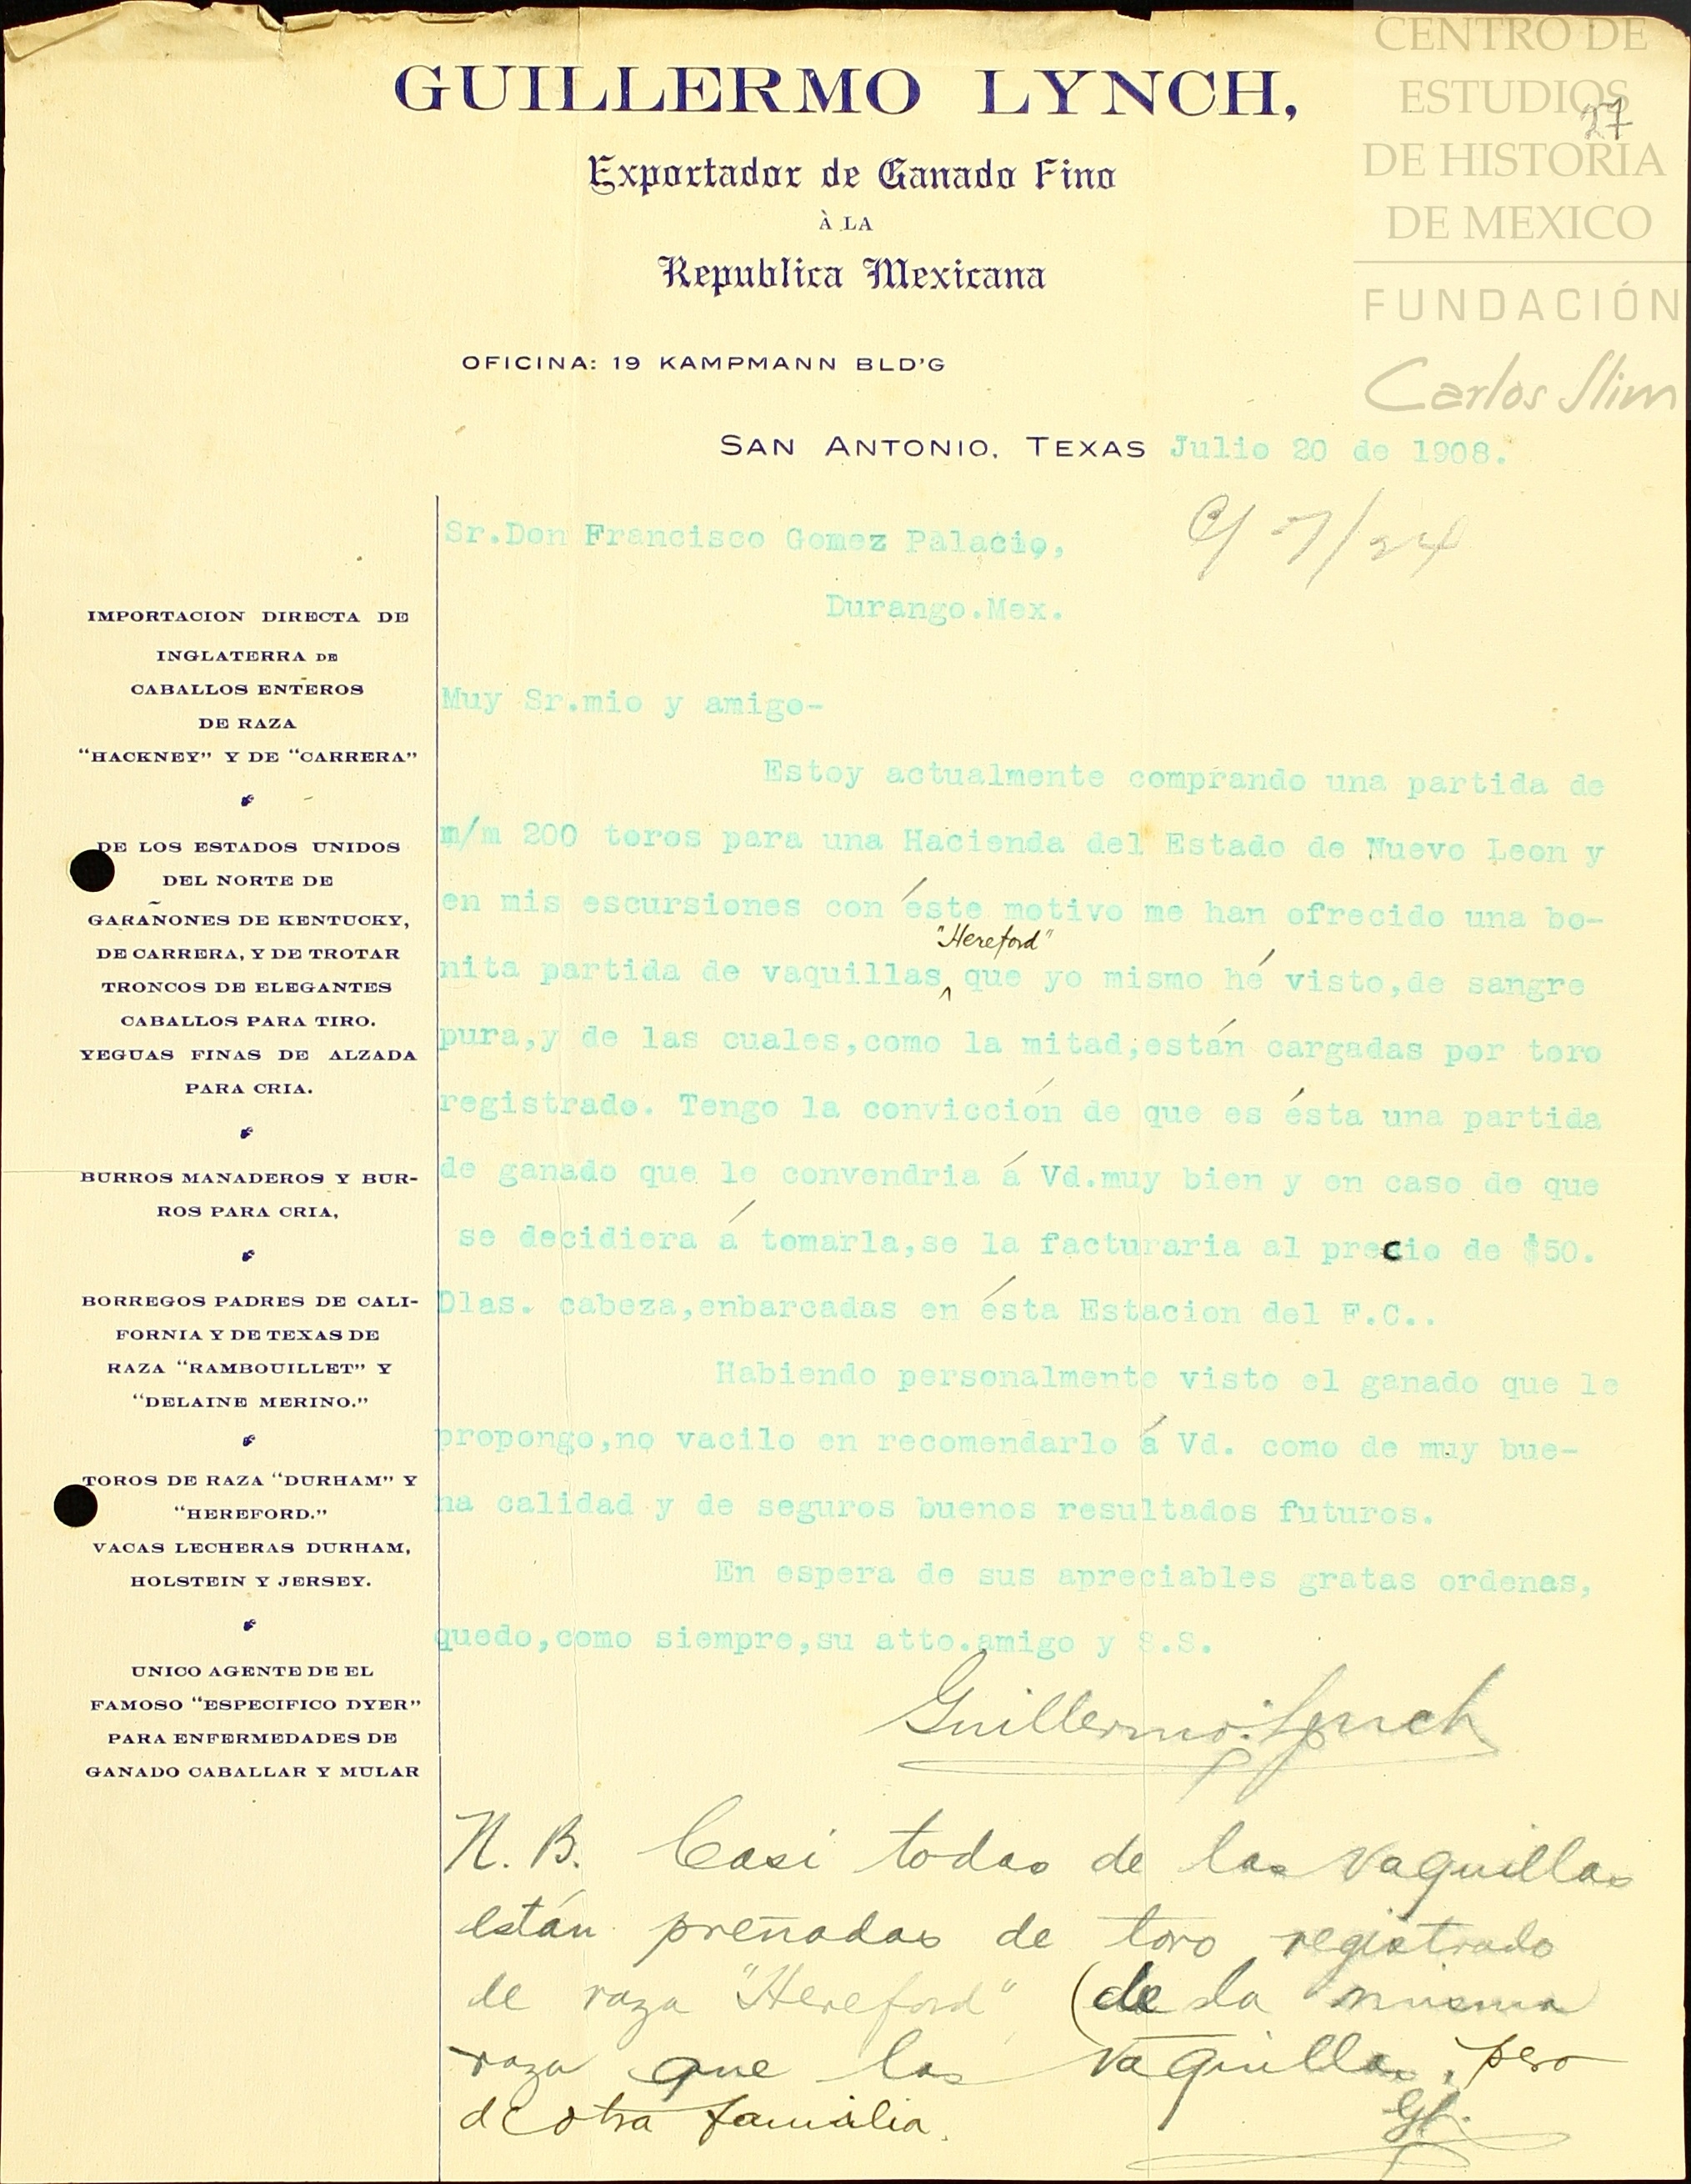 CENTRO DE
ESTUDIOS
DE HISTORIA
DE MEXICO
FUNDACIÓN
Carlos Slim
27
GUILLERMO LYNCH,
Exportador de Ganado Fino
À LA
Republica Mexicana
OFICINA: 19 KAMPMANN BLD'G
SAN ANTONIO, TEXAS Julio 20 de 1908.
7/24
Sr.Don Francisco Gomez Palacio,
Durango.Mex.
IMPORTACION DIRECTA DE
INGLATERRA DE
CABALLOS ENTEROS
DE RAZA
"HACKNEY" Y DE "CARRERA"
DE LOS ESTADOS UNIDOS
DEL NORTE DE
GARAÑONES DE KENTUCKY,
DE CARRERA, Y DE TROTAR
TRONCOS DE ELEGANTES
CABALLOS PARA TIRO.
YEGUAS FINAS DE ALZADA
PARA CRIA.
BURROS MANADEROS Y BUR-
ROS PARA CRIA,
BORREGOS PADRES DE CALI-
FORNIA Y DE TEXAS DE
RAZA "RAMBOUILLET" Y
"DELAINE MERINO."
TOROS DE RAZA "DURHAM" Y
"HEREFORD."
VACAS LECHERAS DURHAM,
HOLSTEIN Y JERSEY.
UNICO AGENTE DE EL
FAMOSO "ESPECIFICO DYER"
PARA ENFERMEDADES DE
GANADO CABALLAR Y MULAR
Muy Sr.mio y amigo-
Estoy actualmente comprando una partida de
m/m 200 toros para una Hacienda del Estado de Nuevo Leon y
en mis escursiones con éste motivo me han ofrecido una bo-
"Hereford"
nita partida de vaquillas, que yo mismo hé visto,de sangre
pura,y de las cuales,como la mitad,están cargadas por toro
registrado. Tengo la convicción de que es ésta una partida
de ganado que le convendria á Vd.muy bien y en caso de que
se decidiera á tomarla,se la facturaria al precio de $50.
Dlas. cabeza,enbarcadas en ésta Estacion del F.C..
Habiendo personalmente visto el ganado que le
propongo,no vacilo en recomendarlo á Vd. como de muy bue-
na calidad y de seguros buenos resultados futuros.
En espera de sus apreciables gratas ordenes,
quedo,como siempre,su atto.amigo y S.S.
Guillermo Lynch
N.B. Casi todas de las vaquillas
están preñadas de toro registrado
de raza "Hereford" (de la misma
raza que las vaquillas, pero
de otra familia.
GL.